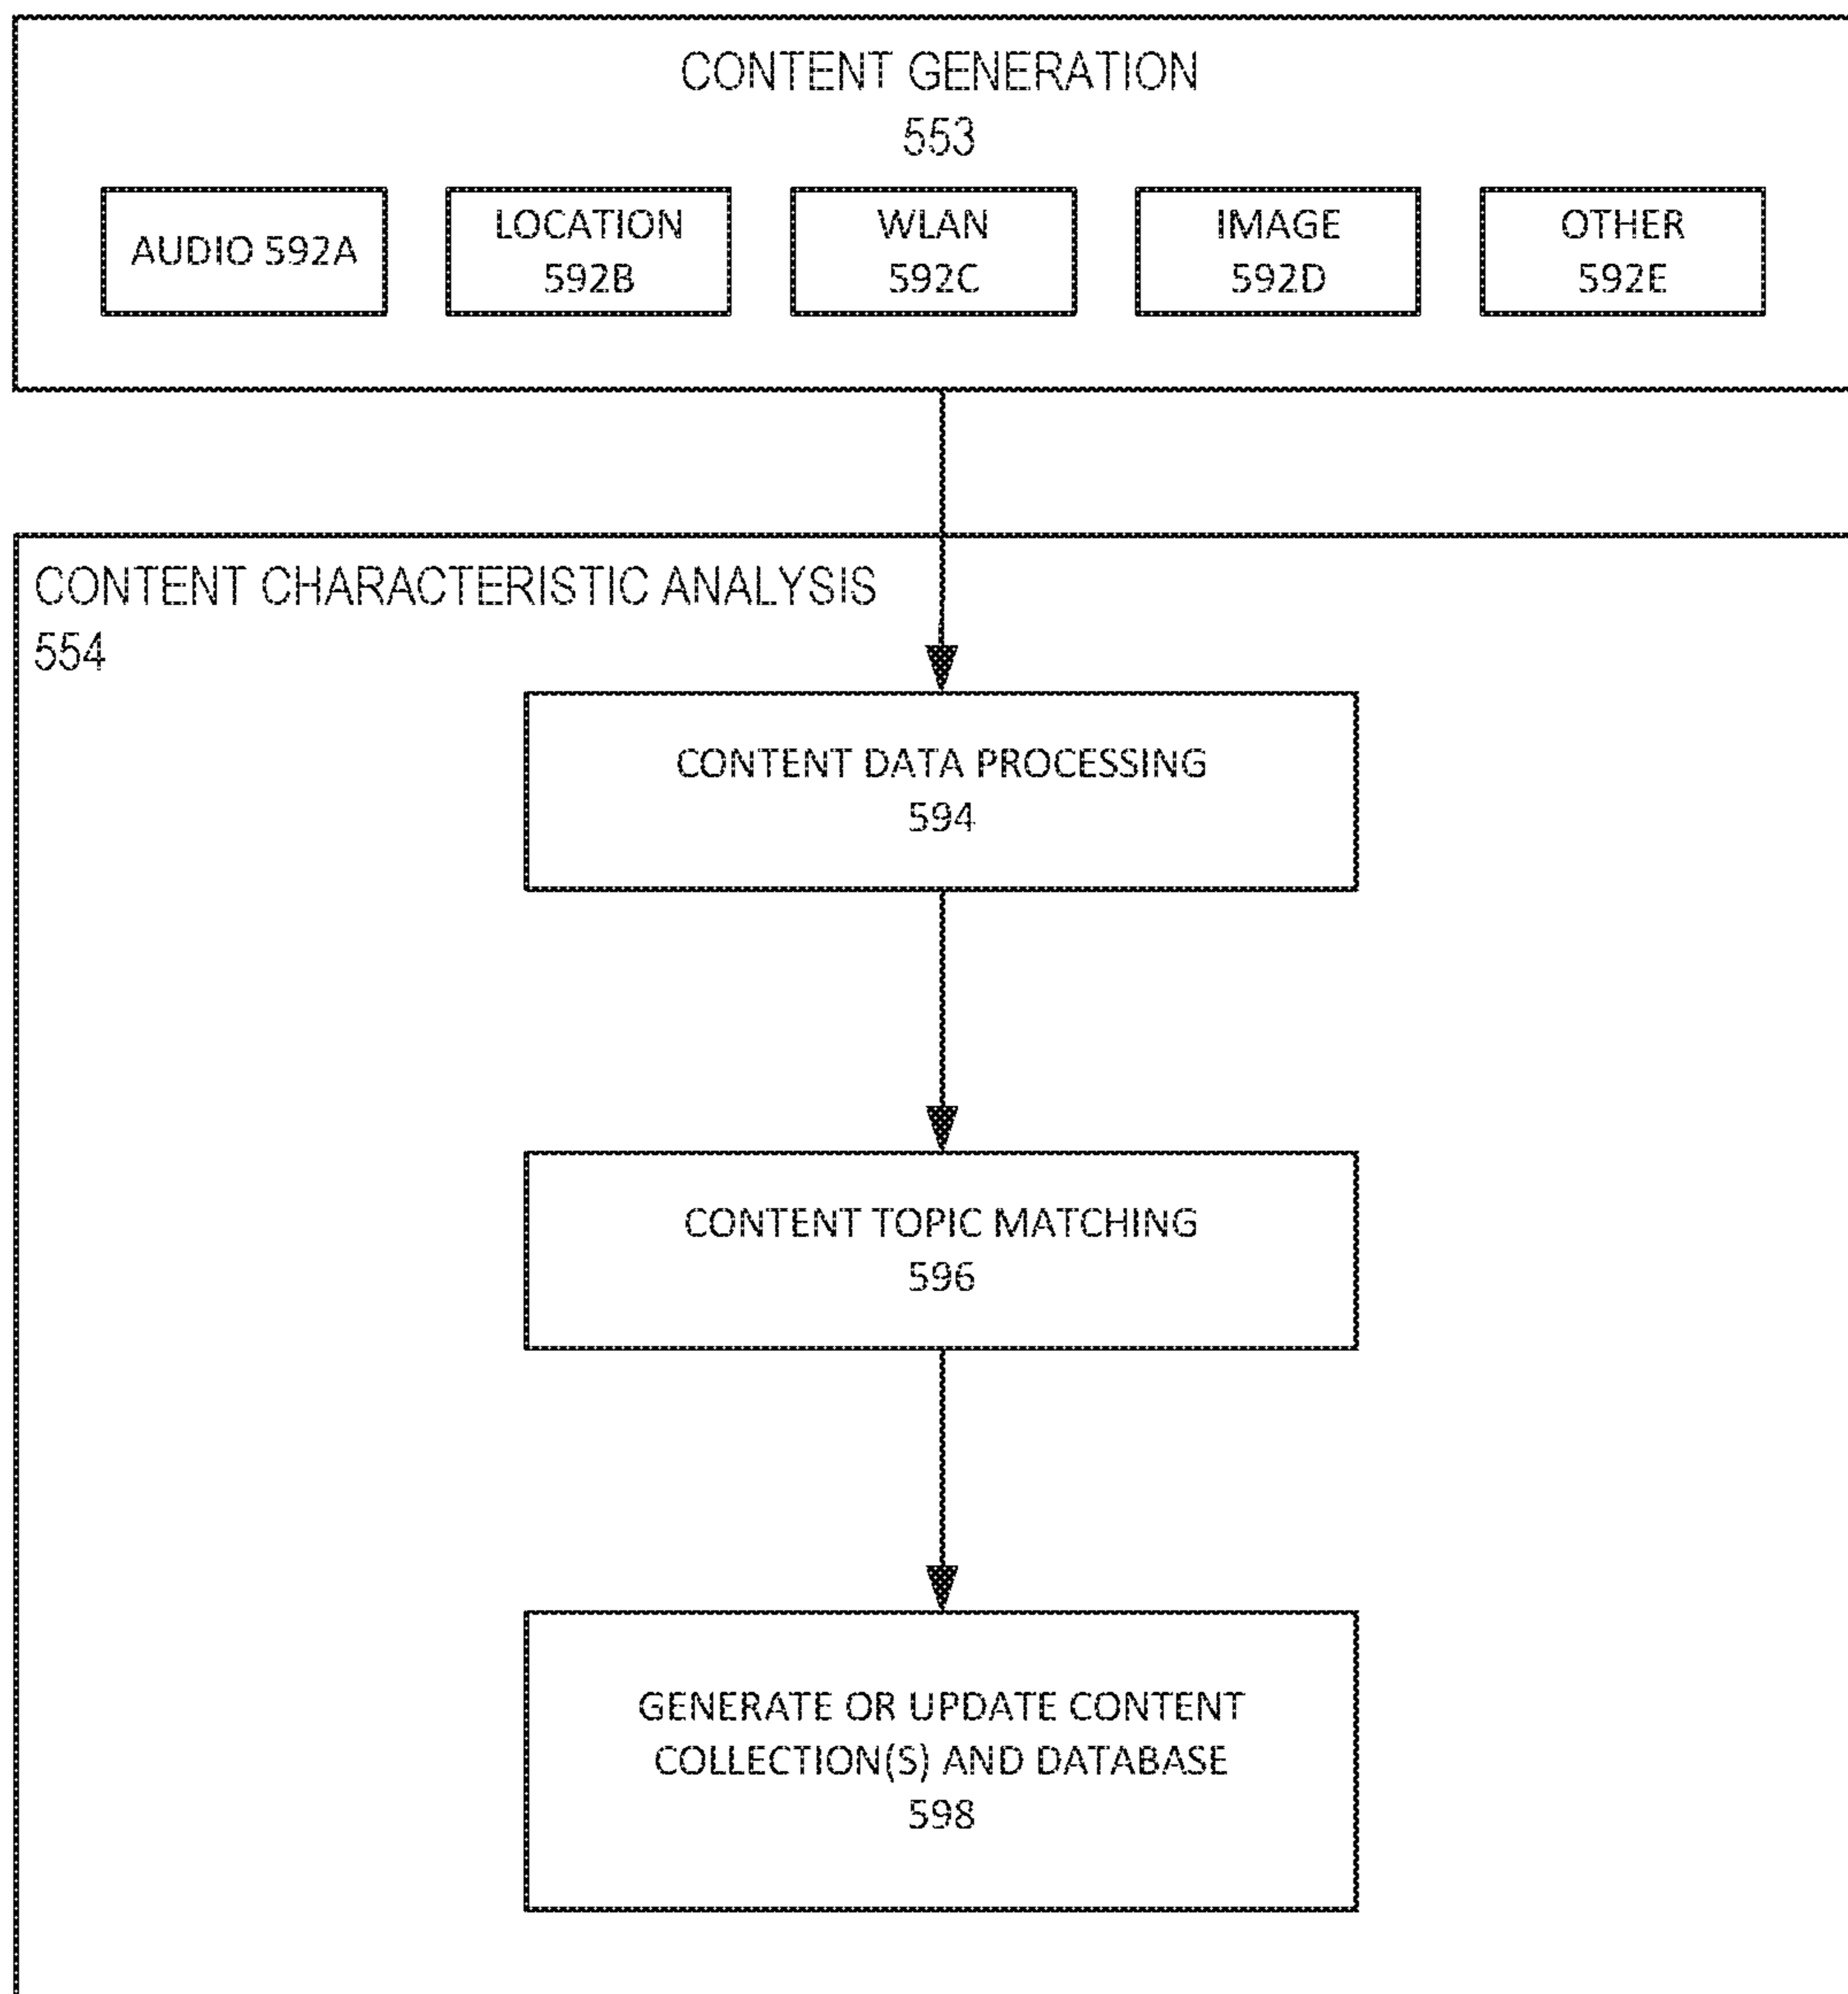 CONTENT GENERATION
553
AUDIO 592A
LOCATION
592B
WLAN
592C
IMAGE
592D
OTHER
592E
CONTENT CHARACTERISTIC ANALYSIS
554
CONTENT DATA PROCESSING
594
CONTENT TOPIC MATCHING
596
GENERATE OR UPDATE CONTENT
COLLECTION(S) AND DATABASE
598